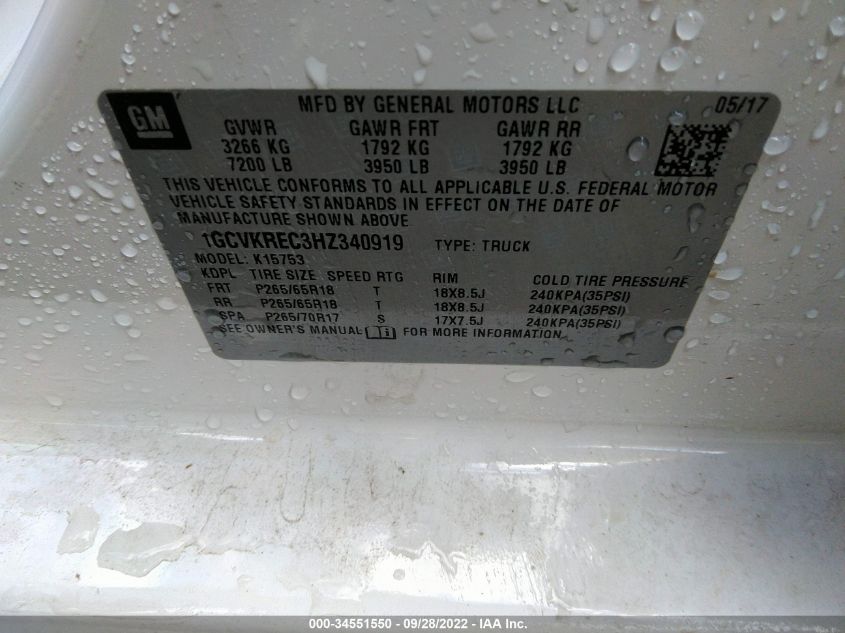 GM MFD BY GENERAL MOTORS LLC 05/17
GVWR GAWR FRT GAWR RR
3266 KG 1792 KG 1792 KG
7200 LB 3950 LB 3950 LB
THIS VEHICLE CONFORMS TO ALL APPLICABLE U.S. FEDERAL MOTOR
VEHICLE SAFETY STANDARDS IN EFFECT ON THE DATE OF
MANUFACTURE SHOWN ABOVE
1GCVKREC3HZ340919 TYPE: TRUCK
MODEL: K15753
KDPL TIRE SIZE SPEED RTG RIM COLD TIRE PRESSURE
FRT P265/65R18 T 18X8.5J 240KPA(35PSI)
RR P265/65R18 T 18X8.5J 240KPA(35PSI)
SPA P265/70R17 S 17X7.5J 240KPA(35PSI)
SEE OWNER'S MANUAL i FOR MORE INFORMATION
000-34551550 - 09/28/2022 - IAA Inc.